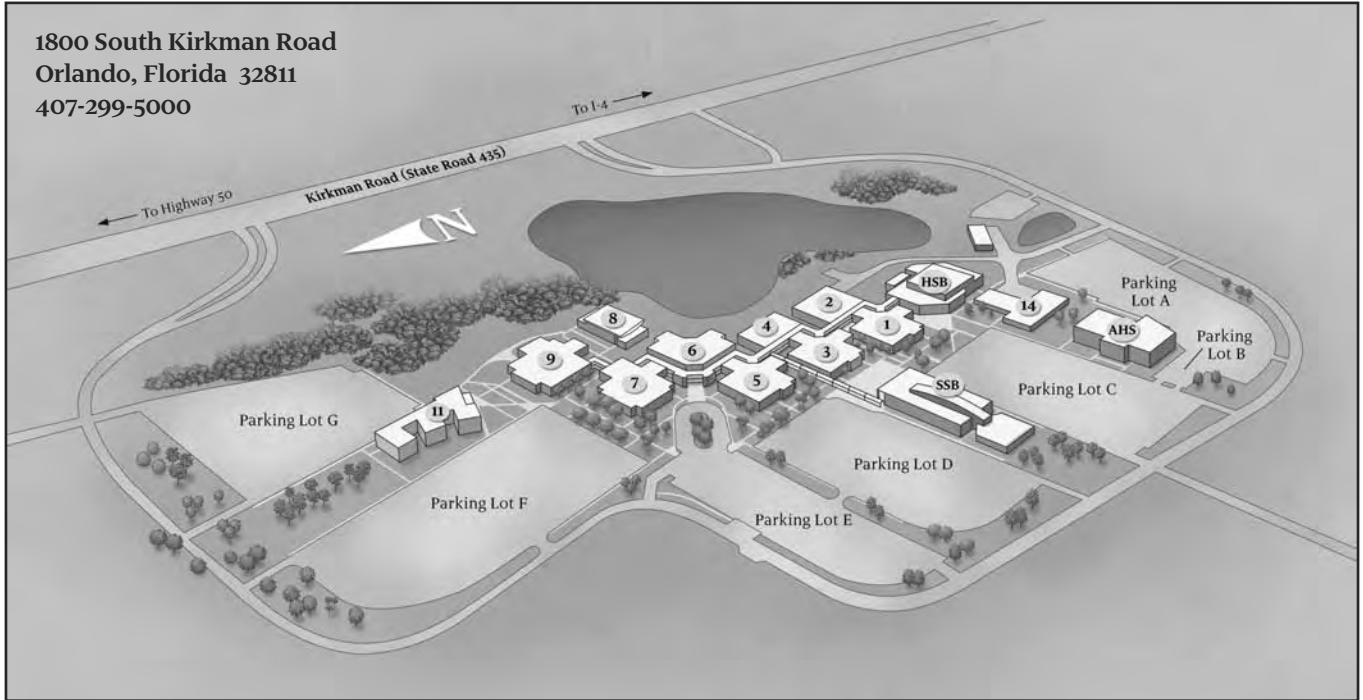 1800 South Kirkman Road
Orlando, Florida 32811
407-299-5000
To I-4
Kirkman Road (State Road 435)
To Highway 50
N
HSB
2
14
Parking
Lot A
8
4
1
AHS
6
3
Parking
Lot B
9
7
5
SSB
Parking Lot C
11
Parking Lot G
Parking Lot D
Parking Lot F
Parking Lot E